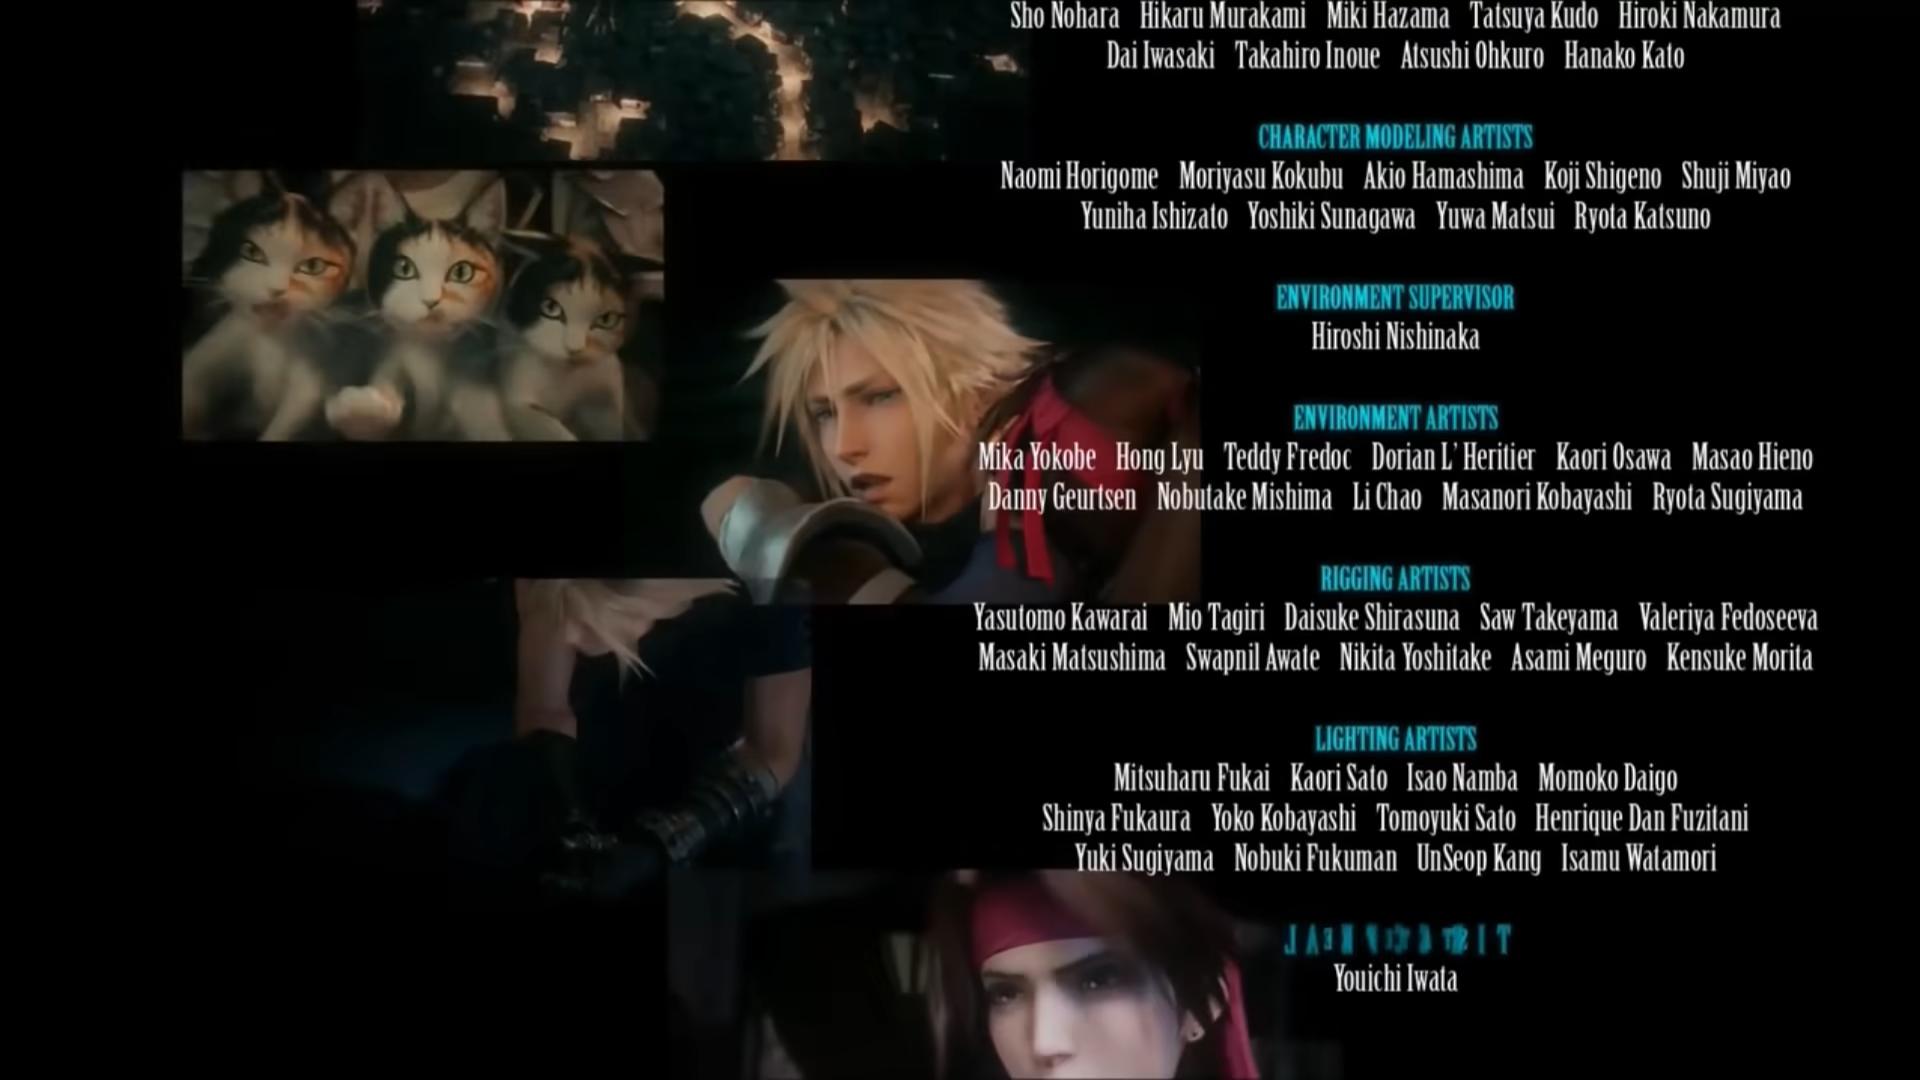 Sho Nohara Hikaru Murakami Miki Hazama Tatsuya Kudo Hiroki Nakamura
Dai Iwasaki Takahiro Inoue Atsushi Ohkuro Hanako Kato
CHARACTER MODELING ARTISTS
Naomi Horigome Moriyasu Kokubu Akio Hamashima Koji Shigeno Shuji Miyao
Yuniha Ishizato Yoshiki Sunagawa Yuwa Matsui Ryota Katsuno
ENVIRONMENT SUPERVISOR
Hiroshi Nishinaka
ENVIRONMENT ARTISTS
Mika Yokobe Hong Lyu Teddy Fredoc Dorian L' Heritier Kaori Osawa Masao Hieno
Danny Geurtsen Nobutake Mishima Li Chao Masanori Kobayashi Ryota Sugiyama
RIGGING ARTISTS
Yasutomo Kawarai Mio Tagiri Daisuke Shirasuna Saw Takeyama Valeriya Fedoseeva
Masaki Matsushima Swapnil Awate Nikita Yoshitake Asami Meguro Kensuke Morita
LIGHTING ARTISTS
Mitsuharu Fukai Kaori Sato Isao Namba Momoko Daigo
Shinya Fukaura Yoko Kobayashi Tomoyuki Sato Henrique Dan Fuzitani
Yuki Sugiyama Nobuki Fukuman UnSeop Kang Isamu Watamori
Youichi Iwata